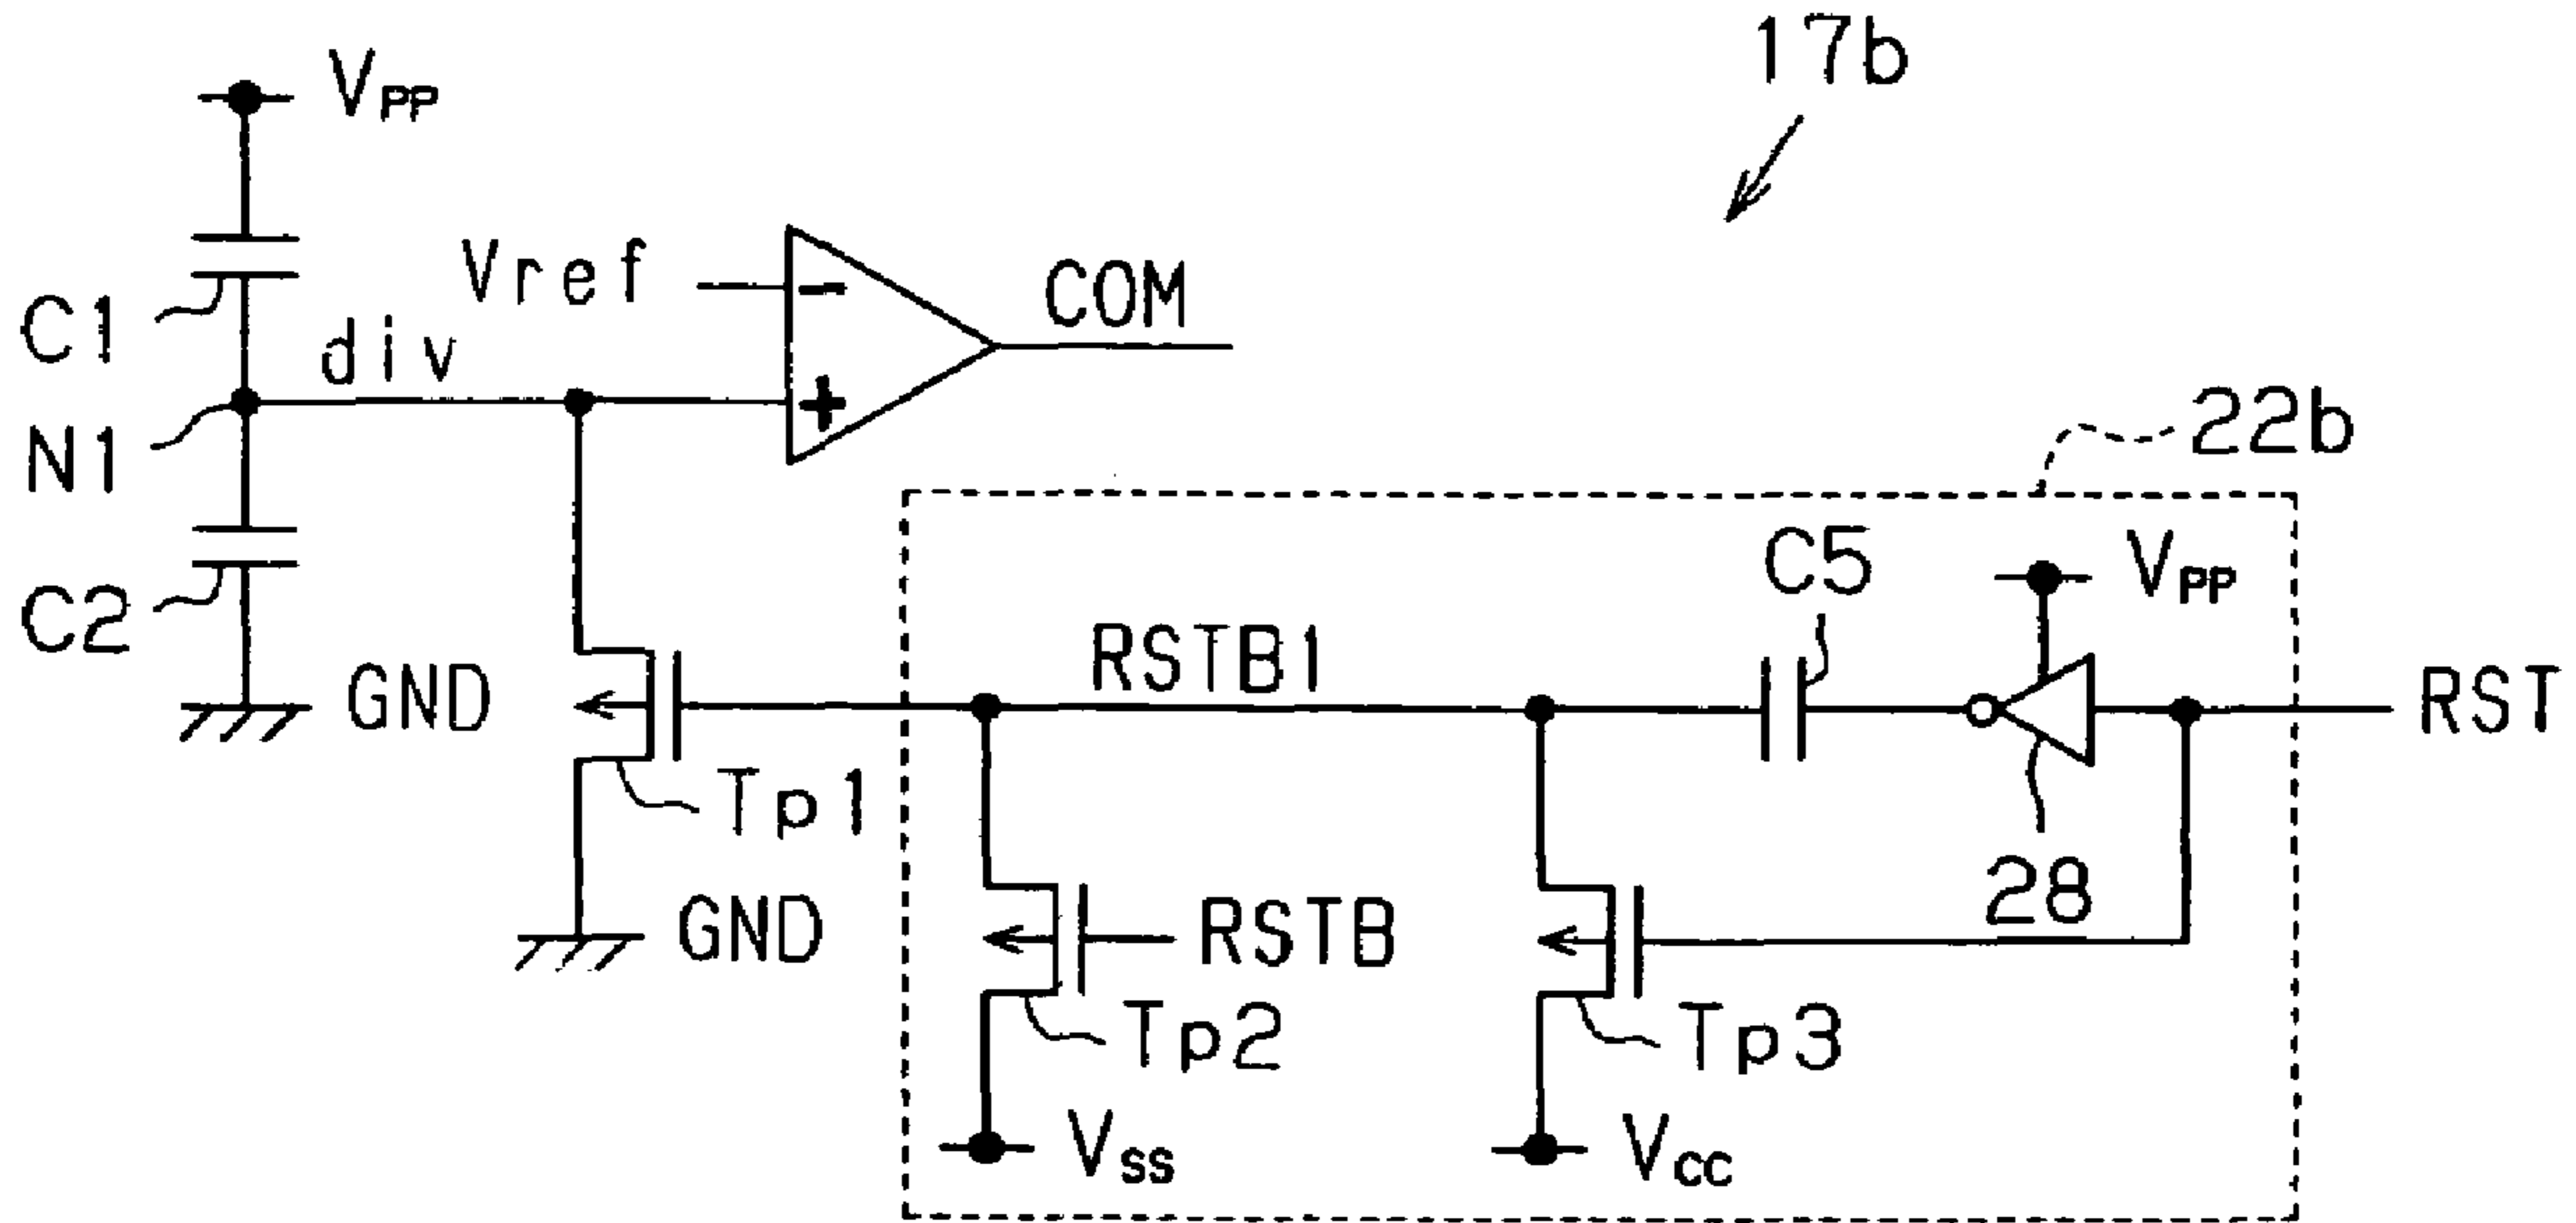 17b
VPP
Vref
-
COM
C1
div
+
N1
22b
C2
C5
VPP
GND
RSTB1
RST
Tp1
28
GND
RSTB
Tp2
Tp3
Vss
Vcc